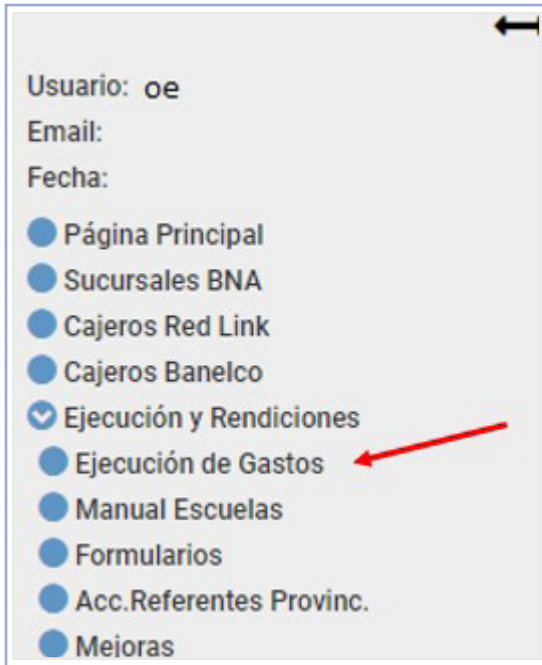 Usuario: oe
Email:
Fecha:
Página Principal
Sucursales BNA
Cajeros Red Link
Cajeros Banelco
Ejecución y Rendiciones
Ejecución de Gastos
Manual Escuelas
Formularios
Acc.Referentes Provinc.
Mejoras